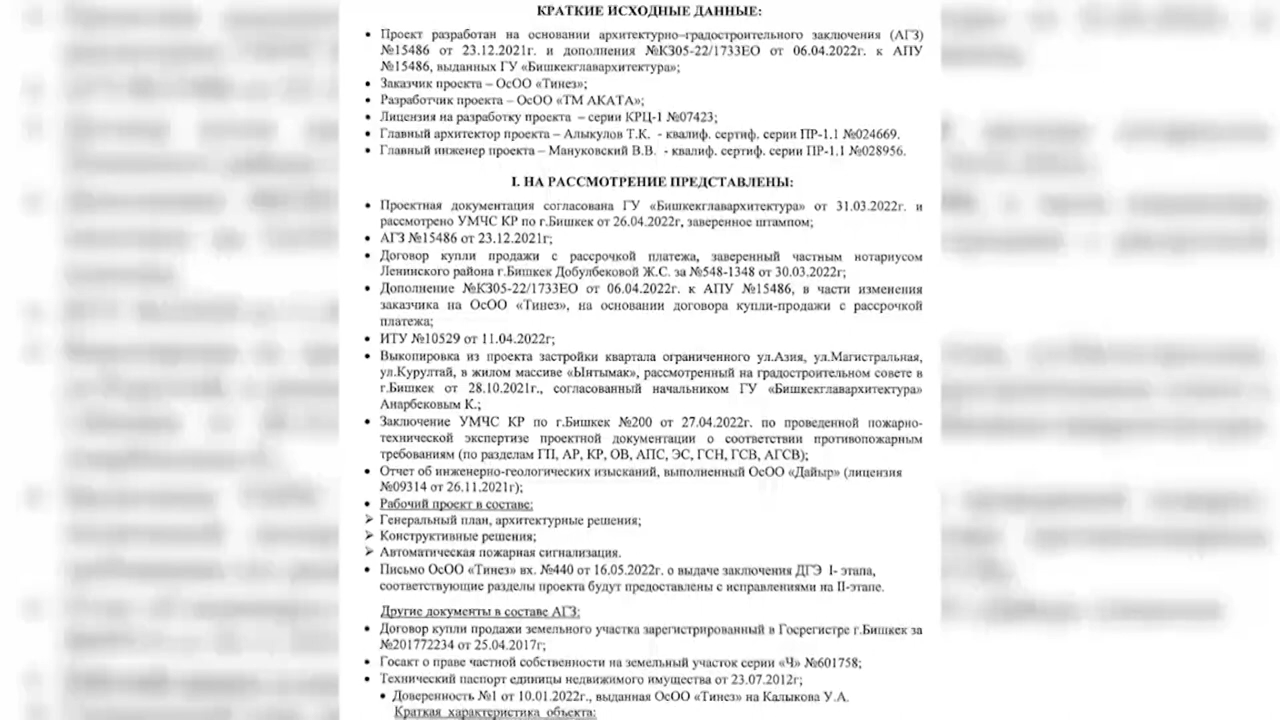 КРАТКИЕ ИСХОДНЫЕ ДАННЫЕ:
• Проект разработан на основании архитектурно–градостроительного заключения (АГЗ)
№15486 от 23.12.2021г. и дополнения №К305-22/1733ЕО от 06.04.2022г. к АПУ
№15486, выданных ГУ «Бишкекглавархитектура»;
• Заказчик проекта – ОсОО «Тинез»;
• Разработчик проекта – ОсОО «ТМ АКАТА»;
• Лицензия на разработку проекта – серии КРЦ-1 №07423;
• Главный архитектор проекта – Алыкулов Т.К. - квалиф. сертиф. серии ПР-1.1 №024669.
• Главный инженер проекта – Мануковский В.В. - квалиф. сертиф. серии ПР-1.1 №028956.
I. НА РАССМОТРЕНИЕ ПРЕДСТАВЛЕНЫ:
• Проектная документация согласована ГУ «Бишкекглавархитектура» от 31.03.2022г. и
рассмотрено УМЧС КР по г.Бишкек от 26.04.2022г, заверенное штампом;
• АГЗ №15486 от 23.12.2021г;
• Договор купли продажи с рассрочкой платежа, заверенный частным нотариусом
Ленинского района г.Бишкек Добулбековой Ж.С. за №548-1348 от 30.03.2022г;
• Дополнение №К305-22/1733ЕО от 06.04.2022г. к АПУ №15486, в части изменения
заказчика на ОсОО «Тинез», на основании договора купли-продажи с рассрочкой
платежа;
• ИТУ №10529 от 11.04.2022г;
• Выкопировка из проекта застройки квартала ограниченного ул.Азия, ул.Магистральная,
ул.Курултай, в жилом массиве «Ынтымак», рассмотренный на градостроительном совете в
г.Бишкек от 28.10.2021г., согласованный начальником ГУ «Бишкекглавархитектура»
Анарбековым К.;
• Заключение УМЧС КР по г.Бишкек №200 от 27.04.2022г. по проведенной пожарно-
технической экспертизе проектной документации о соответствии противопожарным
требованиям (по разделам ГП, АР, КР, ОВ, АПС, ЭС, ГСН, ГСВ, АГСВ);
• Отчет об инженерно-геологических изысканий, выполненный ОсОО «Дайыр» (лицензия
№09314 от 26.11.2021г);
• Рабочий проект в составе:
➢ Генеральный план, архитектурные решения;
➢ Конструктивные решения;
➢ Автоматическая пожарная сигнализация.
• Письмо ОсОО «Тинез» вх. №440 от 16.05.2022г. о выдаче заключения ДГЭ I- этапа,
соответствующие разделы проекта будут предоставлены с исправлениями на II-этапе.
Другие документы в составе АГЗ:
• Договор купли продажи земельного участка зарегистрированный в Госрегистре г.Бишкек за
№201772234 от 25.04.2017г;
• Госакт о праве частной собственности на земельный участок серии «Ч» №601758;
• Технический паспорт единицы недвижимого имущества от 23.07.2012г;
• Доверенность №1 от 10.01.2022г., выданная ОсОО «Тинез» на Калыкова У.А.
Краткая характеристика объекта: